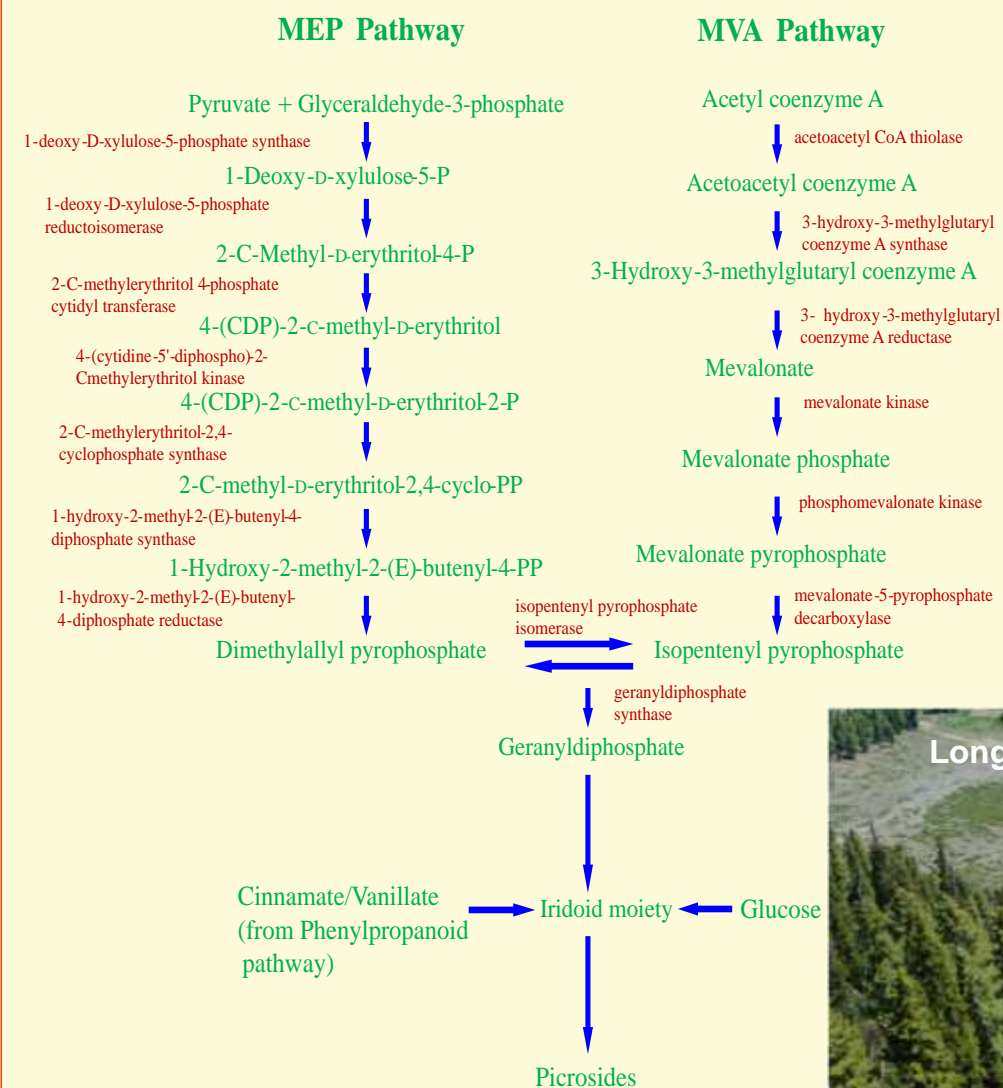 MEP Pathway
MVA Pathway
Pyruvate + Glyceraldehyde-3-phosphate
1-deoxy-D-xylulose-5-phosphate synthase
1-Deoxy-D-xylulose-5-P
1-deoxy-D-xylulose-5-phosphate
reductoisomerase
2-C-Methyl-D-erythritol-4-P
2-C-methylerythritol 4-phosphate
cytidyl transferase
4-(CDP)-2-C-methyl-D-erythritol
4-(cytidine-5'-diphospho)-2-
Cmethylerythritol kinase
4-(CDP)-2-C-methyl-D-erythritol-2-P
2-C-methylerythritol-2,4-
cyclophosphate synthase
2-C-methyl-D-erythritol-2,4-cyclo-PP
1-hydroxy-2-methyl-2-(E)-butenyl-4-
diphosphate synthase
1-Hydroxy-2-methyl-2-(E)-butenyl-4-PP
1-hydroxy-2-methyl-2-(E)-butenyl-
4-diphosphate reductase
Dimethylallyl pyrophosphate
Acetyl coenzyme A
acetoacetyl CoA thiolase
Acetoacetyl coenzyme A
3-hydroxy-3-methylglutaryl
coenzyme A synthase
3-Hydroxy-3-methylglutaryl coenzyme A
3- hydroxy-3-methylglutaryl
coenzyme A reductase
Mevalonate
mevalonate kinase
Mevalonate phosphate
phosphomevalonate kinase
Mevalonate pyrophosphate
mevalonate-5-pyrophosphate
decarboxylase
isopentenyl pyrophosphate
isomerase
Isopentenyl pyrophosphate
geranyldiphosphate
synthase
Geranyldiphosphate
Cinnamate/Vanillate
(from Phenylpropanoid
pathway)
Iridoid moiety
Glucose
Picrosides
Long